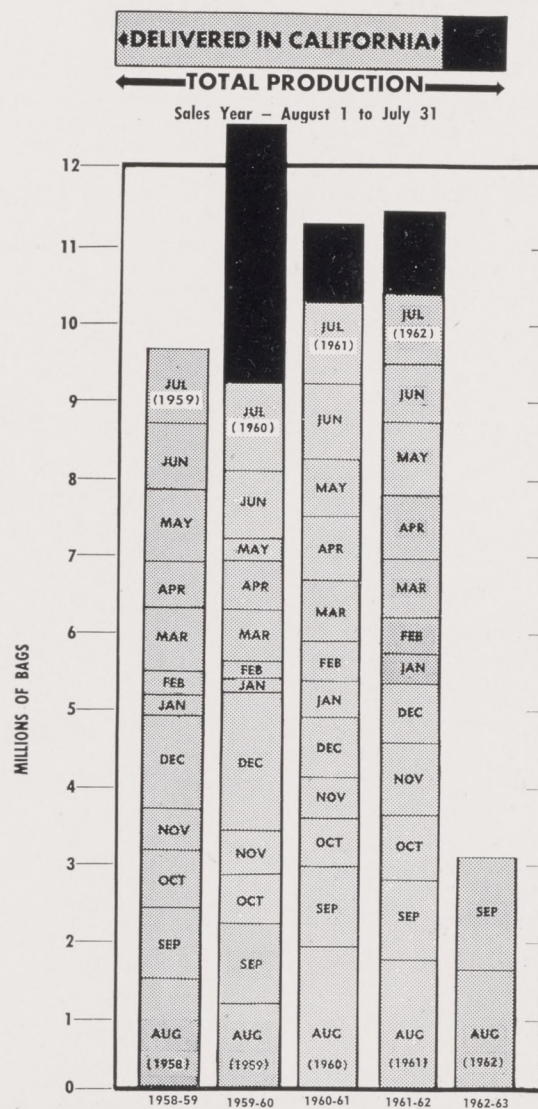 DELIVERED IN CALIFORNIA
TOTAL PRODUCTION
Sales Year – August 1 to July 31
MILLIONS OF BAGS
12
11
10
9
8
7
6
5
4
3
2
1
0
JUL
(1959)
JUN
MAY
APR
MAR
FEB
JAN
DEC
NOV
OCT
SEP
AUG
(1958)
1958-59
JUL
(1960)
JUN
MAY
APR
MAR
FEB
JAN
DEC
NOV
OCT
SEP
AUG
(1959)
1959-60
JUL
(1961)
JUN
MAY
APR
MAR
FEB
JAN
DEC
NOV
OCT
SEP
AUG
(1960)
1960-61
JUL
(1962)
JUN
MAY
APR
MAR
FEB
JAN
DEC
NOV
OCT
SEP
AUG
(1961)
1961-62
SEP
AUG
(1962)
1962-63